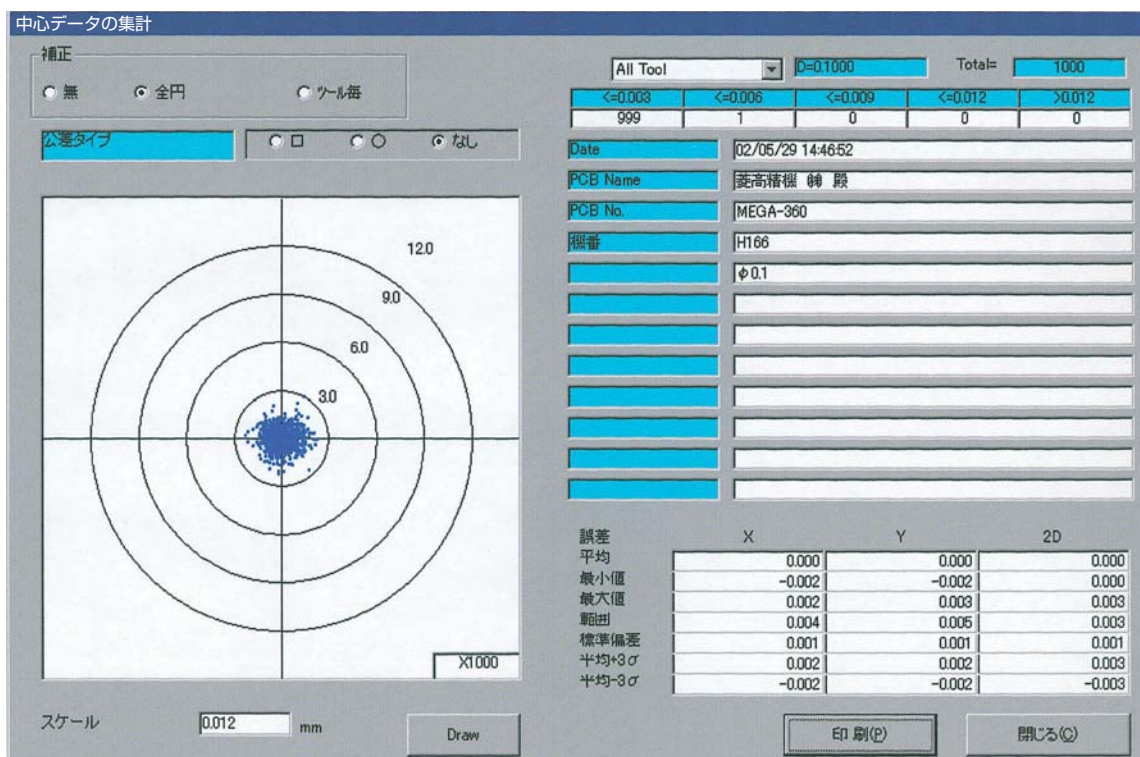 中心データの集計
補正
無 全円 ツール毎
公差タイプ □ ○ なし
All Tool D=0.1000 Total= 1000
<=0.003 <=0.006 <=0.009 <=0.012 >0.012
999 1 0 0 0
Date 02/05/29 14:46:52
PCB Name 菱高精機 ㈱ 殿
PCB No. MEGA-360
機番 H166
φ0.1
12.0
9.0
6.0
3.0
X1000
スケール 0.012 mm
Draw
誤差 X Y 2D
平均 0.000 0.000 0.000
最小値 -0.002 -0.002 0.000
最大値 0.002 0.003 0.003
範囲 0.004 0.005 0.003
標準偏差 0.001 0.001 0.001
平均+3σ 0.002 0.002 0.003
平均-3σ -0.002 -0.002 -0.003
印刷(P) 閉じる(C)